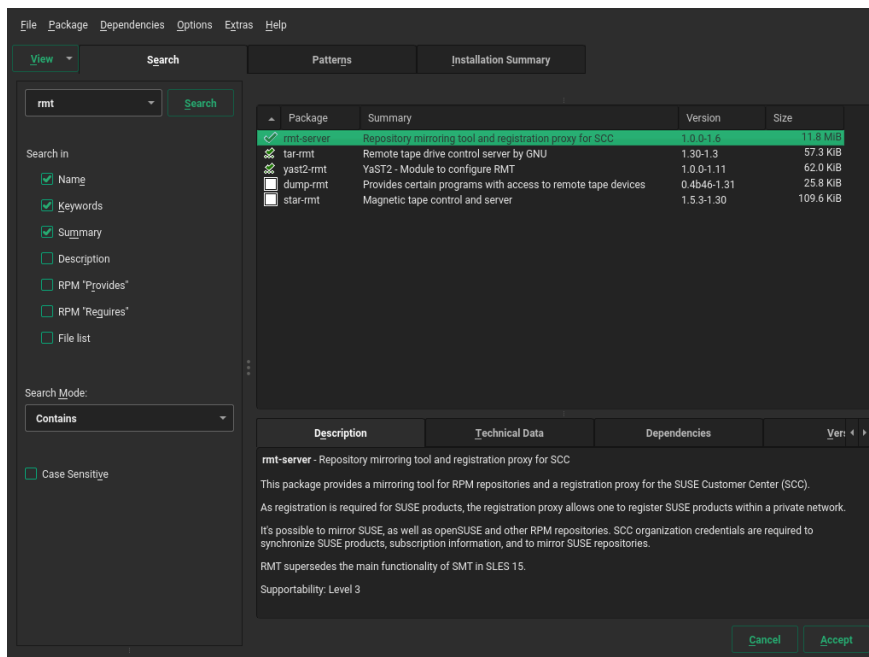 File Package Dependencies Options Extras Help
View Search Patterns Installation Summary
rmt Search
Search in
Name
Keywords
Summary
Description
RPM "Provides"
RPM "Requires"
File list
Search Mode:
Contains
Case Sensitive
Package Summary Version Size
rmt-server Repository mirroring tool and registration proxy for SCC 1.0.0-1.6 11.8 MiB
tar-rmt Remote tape drive control server by GNU 1.30-1.3 57.3 KiB
yast2-rmt YaST2 - Module to configure RMT 1.0.0-1.11 62.0 KiB
dump-rmt Provides certain programs with access to remote tape devices 0.4b46-1.31 25.8 KiB
star-rmt Magnetic tape control and server 1.5.3-1.30 109.6 KiB
Description Technical Data Dependencies
rmt-server - Repository mirroring tool and registration proxy for SCC
This package provides a mirroring tool for RPM repositories and a registration proxy for the SUSE Customer Center (SCC).
As registration is required for SUSE products, the registration proxy allows one to register SUSE products within a private network.
It's possible to mirror SUSE, as well as openSUSE and other RPM repositories. SCC organization credentials are required to
synchronize SUSE products, subscription information, and to mirror SUSE repositories.
RMT supersedes the main functionality of SMT in SLES 15.
Supportability: Level 3
Cancel Accept